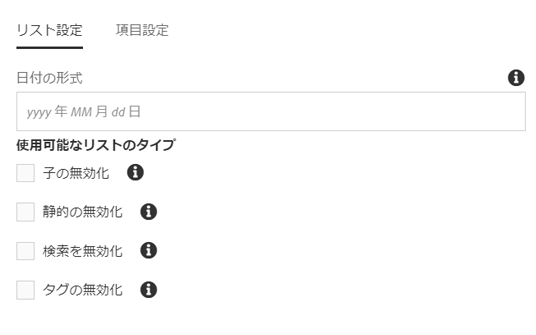 リスト設定 項目設定
日付の形式
yyyy 年 MM 月 dd 日
使用可能なリストのタイプ
子の無効化
静的の無効化
検索を無効化
タグの無効化